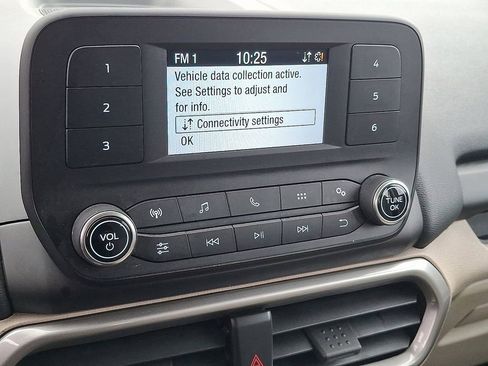 FM 1 10:25
Vehicle data collection active.
See Settings to adjust and
for info.
Connectivity settings
OK
1
2
3
4
5
6
VOL
TUNE
OK